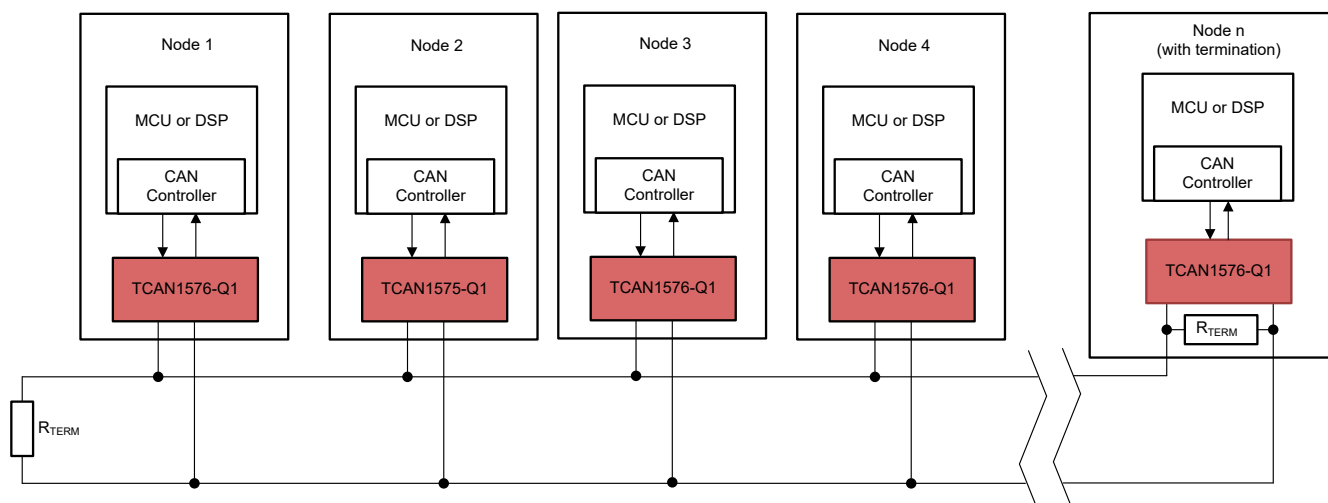 Node 1
MCU or DSP
CAN
Controller
TCAN1576-Q1
Node 2
MCU or DSP
CAN
Controller
TCAN1575-Q1
Node 3
MCU or DSP
CAN
Controller
TCAN1576-Q1
Node 4
MCU or DSP
CAN
Controller
TCAN1576-Q1
Node n
(with termination)
MCU or DSP
CAN
Controller
TCAN1576-Q1
RTERM
RTERM